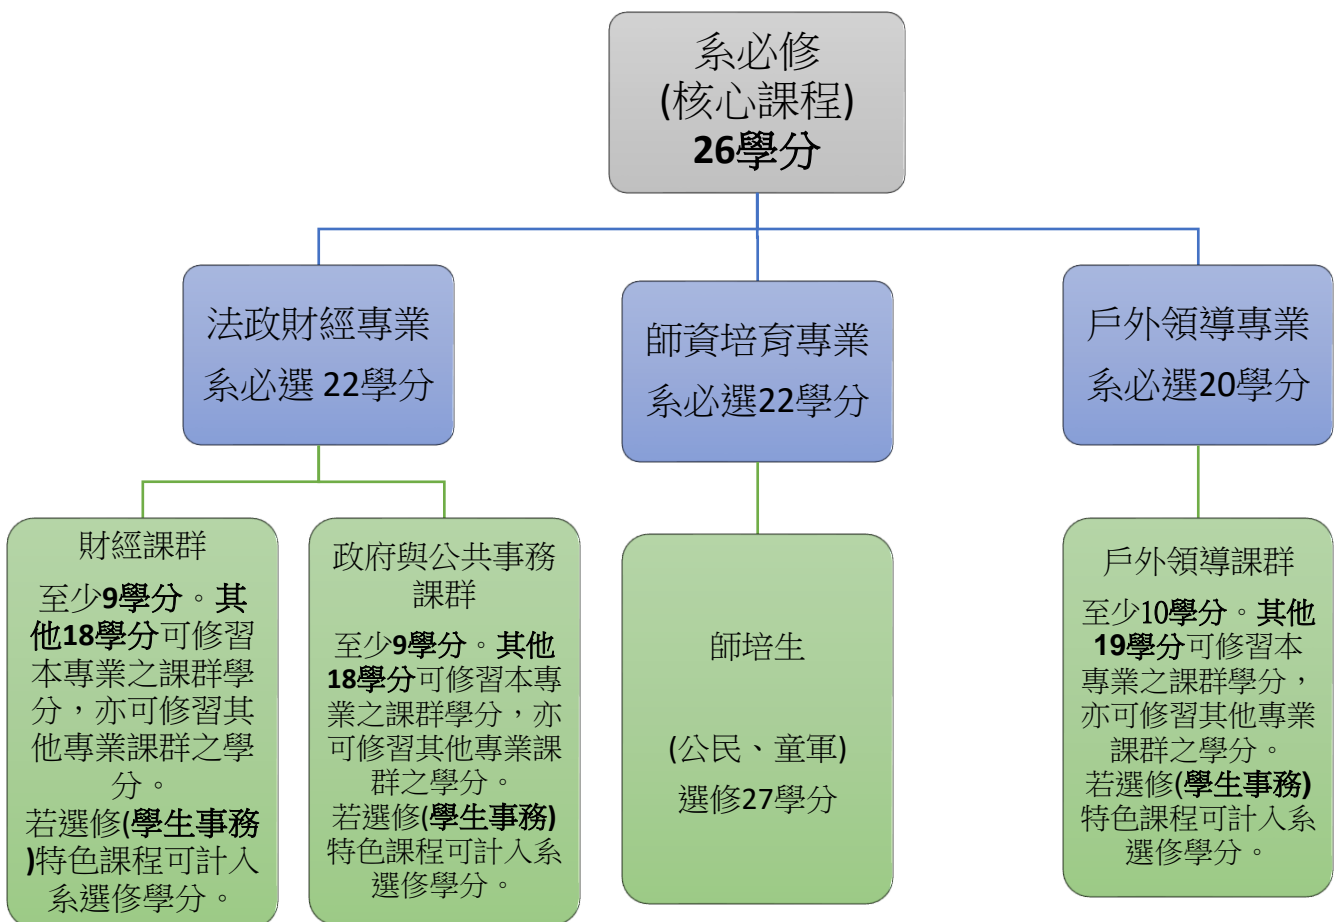 系必修
(核心課程)
26學分
法政財經專業
系必選 22學分
師資培育專業
系必選22學分
戶外領導專業
系必選20學分
財經課群
至少9學分。其
他18學分可修習
本專業之課群學
分，亦可修習其
他專業課群之學
分。
若選修(學生事務
)特色課程可計入
系選修學分。
政府與公共事務
課群
至少9學分。其他
18學分可修習本專
業之課群學分，亦
可修習其他專業課
群之學分。
若選修(學生事務)
特色課程可計入系
選修學分。
師培生
(公民、童軍)
選修27學分
戶外領導課群
至少10學分。其他
19學分可修習本
專業之課群學分，
亦可修習其他專業
課群之學分。
若選修(學生事務)
特色課程可計入系
選修學分。